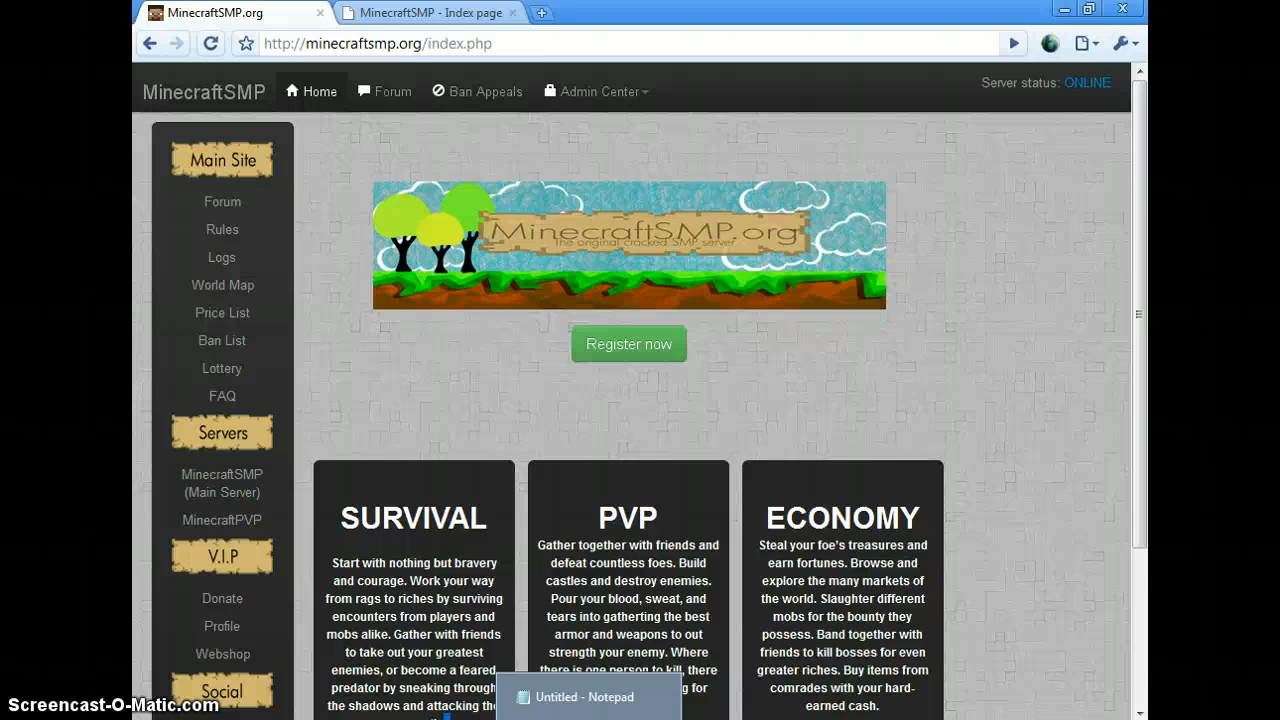 MinecraftSMP.org
MinecraftSMP - Index page
http://minecraftsmp.org/index.php
MinecraftSMP
Home
Forum
Ban Appeals
Admin Center
Server status: ONLINE
Main Site
Forum
Rules
Logs
World Map
Price List
Ban List
Lottery
FAQ
Servers
MinecraftSMP
(Main Server)
MinecraftPVP
V.I.P
Donate
Profile
Webshop
Social
MinecraftSMP.org
The original cracked SMP server
Register now
SURVIVAL
Start with nothing but bravery
and courage. Work your way
from rags to riches by surviving
encounters from players and
mobs alike. Gather with friends
to take out your greatest
enemies, or become a feared
predator by sneaking through
the shadows and attacking the
PVP
Gather together with friends and
defeat countless foes. Build
castles and destroy enemies.
Pour your blood, sweat, and
tears into gathering the best
armor and weapons to out
strength your enemy. Where
there is one person to kill, there
for
ECONOMY
Steal your foe's treasures and
earn fortunes. Browse and
explore the many markets of
the world. Slaughter different
mobs for the bounty they
possess. Band together with
friends to kill bosses for even
greater riches. Buy items from
comrades with your hard-
earned cash.
Untitled - Notepad
Screencast-O-Matic.com